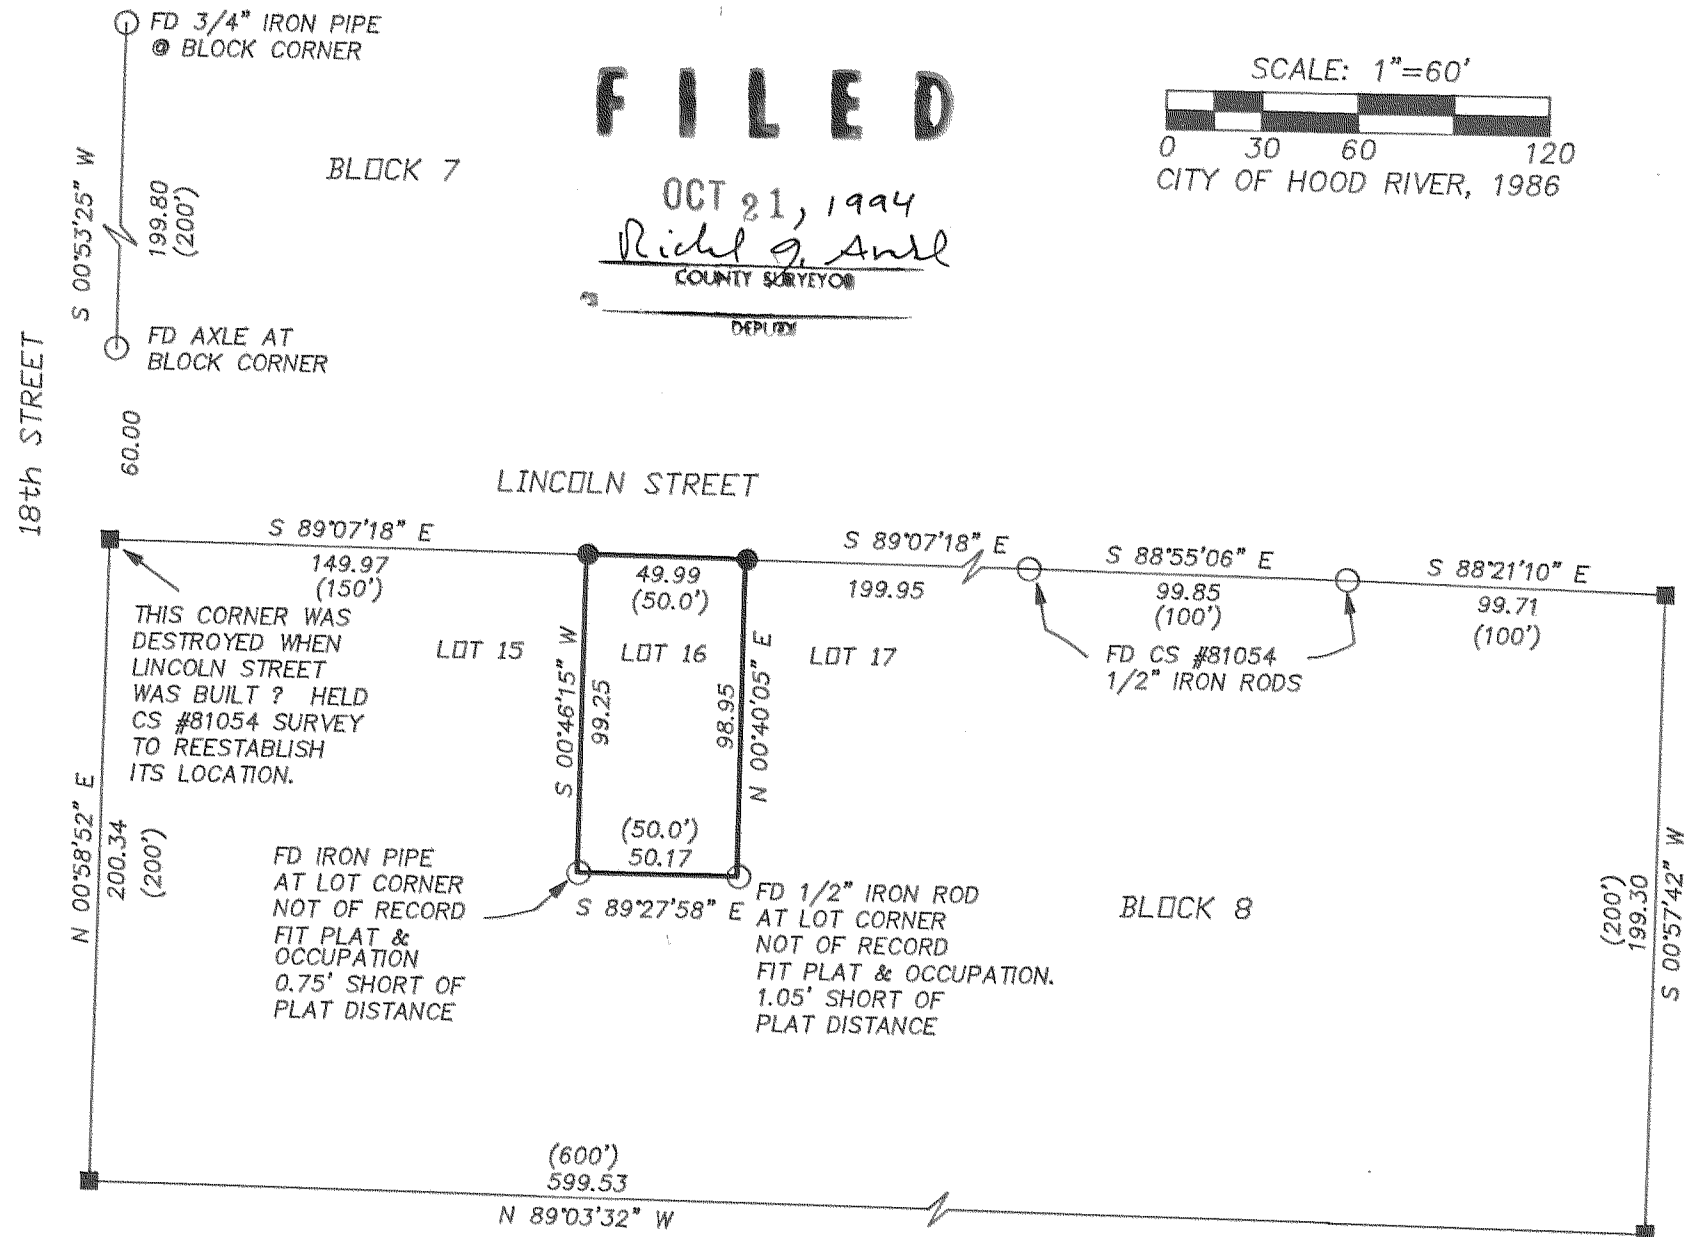 FD 3/4" IRON PIPE
@ BLOCK CORNER
FILED
OCT 21, 1994
COUNTY SURVEYOR
DEPUTY
SCALE: 1"=60'
0 30 60 120
CITY OF HOOD RIVER, 1986
BLOCK 7
S 00°53'25" W
199.80
(200')
FD AXLE AT
BLOCK CORNER
18th STREET
60.00
LINCOLN STREET
S 89°07'18" E
149.97
(150')
49.99
(50.0')
S 89°07'18" E
199.95
S 88°55'06" E
99.85
(100')
S 88°21'10" E
99.71
(100')
THIS CORNER WAS
DESTROYED WHEN
LINCOLN STREET
WAS BUILT ? HELD
CS #81054 SURVEY
TO REESTABLISH
ITS LOCATION.
LOT 15
LOT 16
LOT 17
FD CS #81054
1/2" IRON RODS
S 00°46'15" W
99.25
98.95
N 00°40'05" E
(50.0')
50.17
S 89°27'58" E
N 00°58'52" E
200.34
(200')
FD IRON PIPE
AT LOT CORNER
NOT OF RECORD
FIT PLAT &
OCCUPATION
0.75' SHORT OF
PLAT DISTANCE
FD 1/2" IRON ROD
AT LOT CORNER
NOT OF RECORD
FIT PLAT & OCCUPATION.
1.05' SHORT OF
PLAT DISTANCE
BLOCK 8
(200')
199.30
S 00°57'42" W
(600')
599.53
N 89°03'32" W